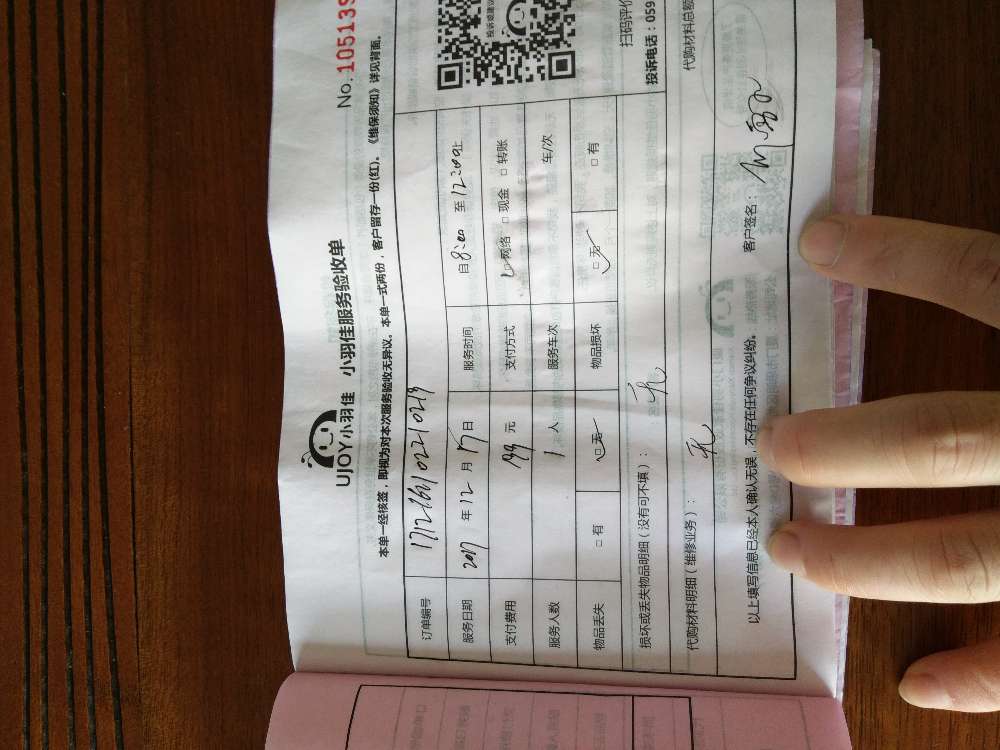 No. 105139
UJOY小羽佳 小羽佳服务验收单
本单一经核签，即视为对本次服务验收无异议。本单一式两份，客户留存一份(红)。《维保须知》详见背面。
订单编号
服务日期 2017 年 12 月 17 日 服务时间 自 8:00 至 12:00 止
支付费用 元 支付方式 □ 网络 □ 现金 □ 转账
服务人数 1 人 服务车次 车/次
物品丢失 □ 有 □ 无 物品损坏 □ 无 □ 有
损坏或丢失物品明细（没有可不填）： 无
扫码评价
投诉或建议
投诉电话：059
代购材料明细（维修业务）： 无
代购材料总额
以上填写信息已经本人确认无误，不存在任何争议纠纷。 客户签名：